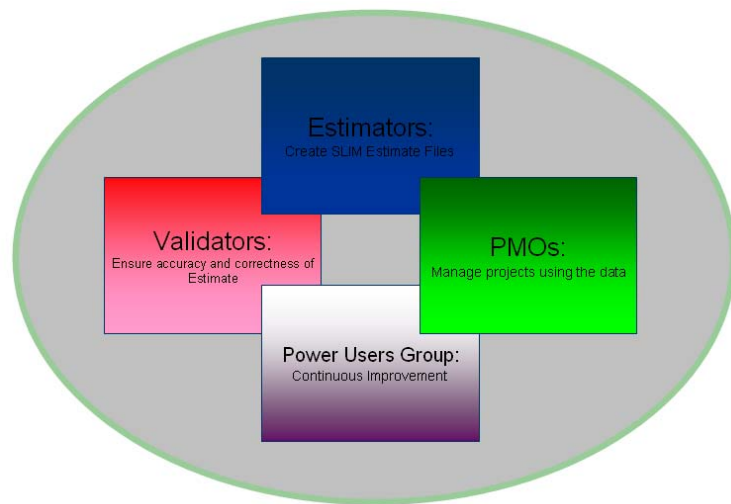 Estimators:
Create SLIM Estimate Files
Validators:
Ensure accuracy and correctness of
Estimate
PMOs:
Manage projects using the data
Power Users Group:
Continuous Improvement